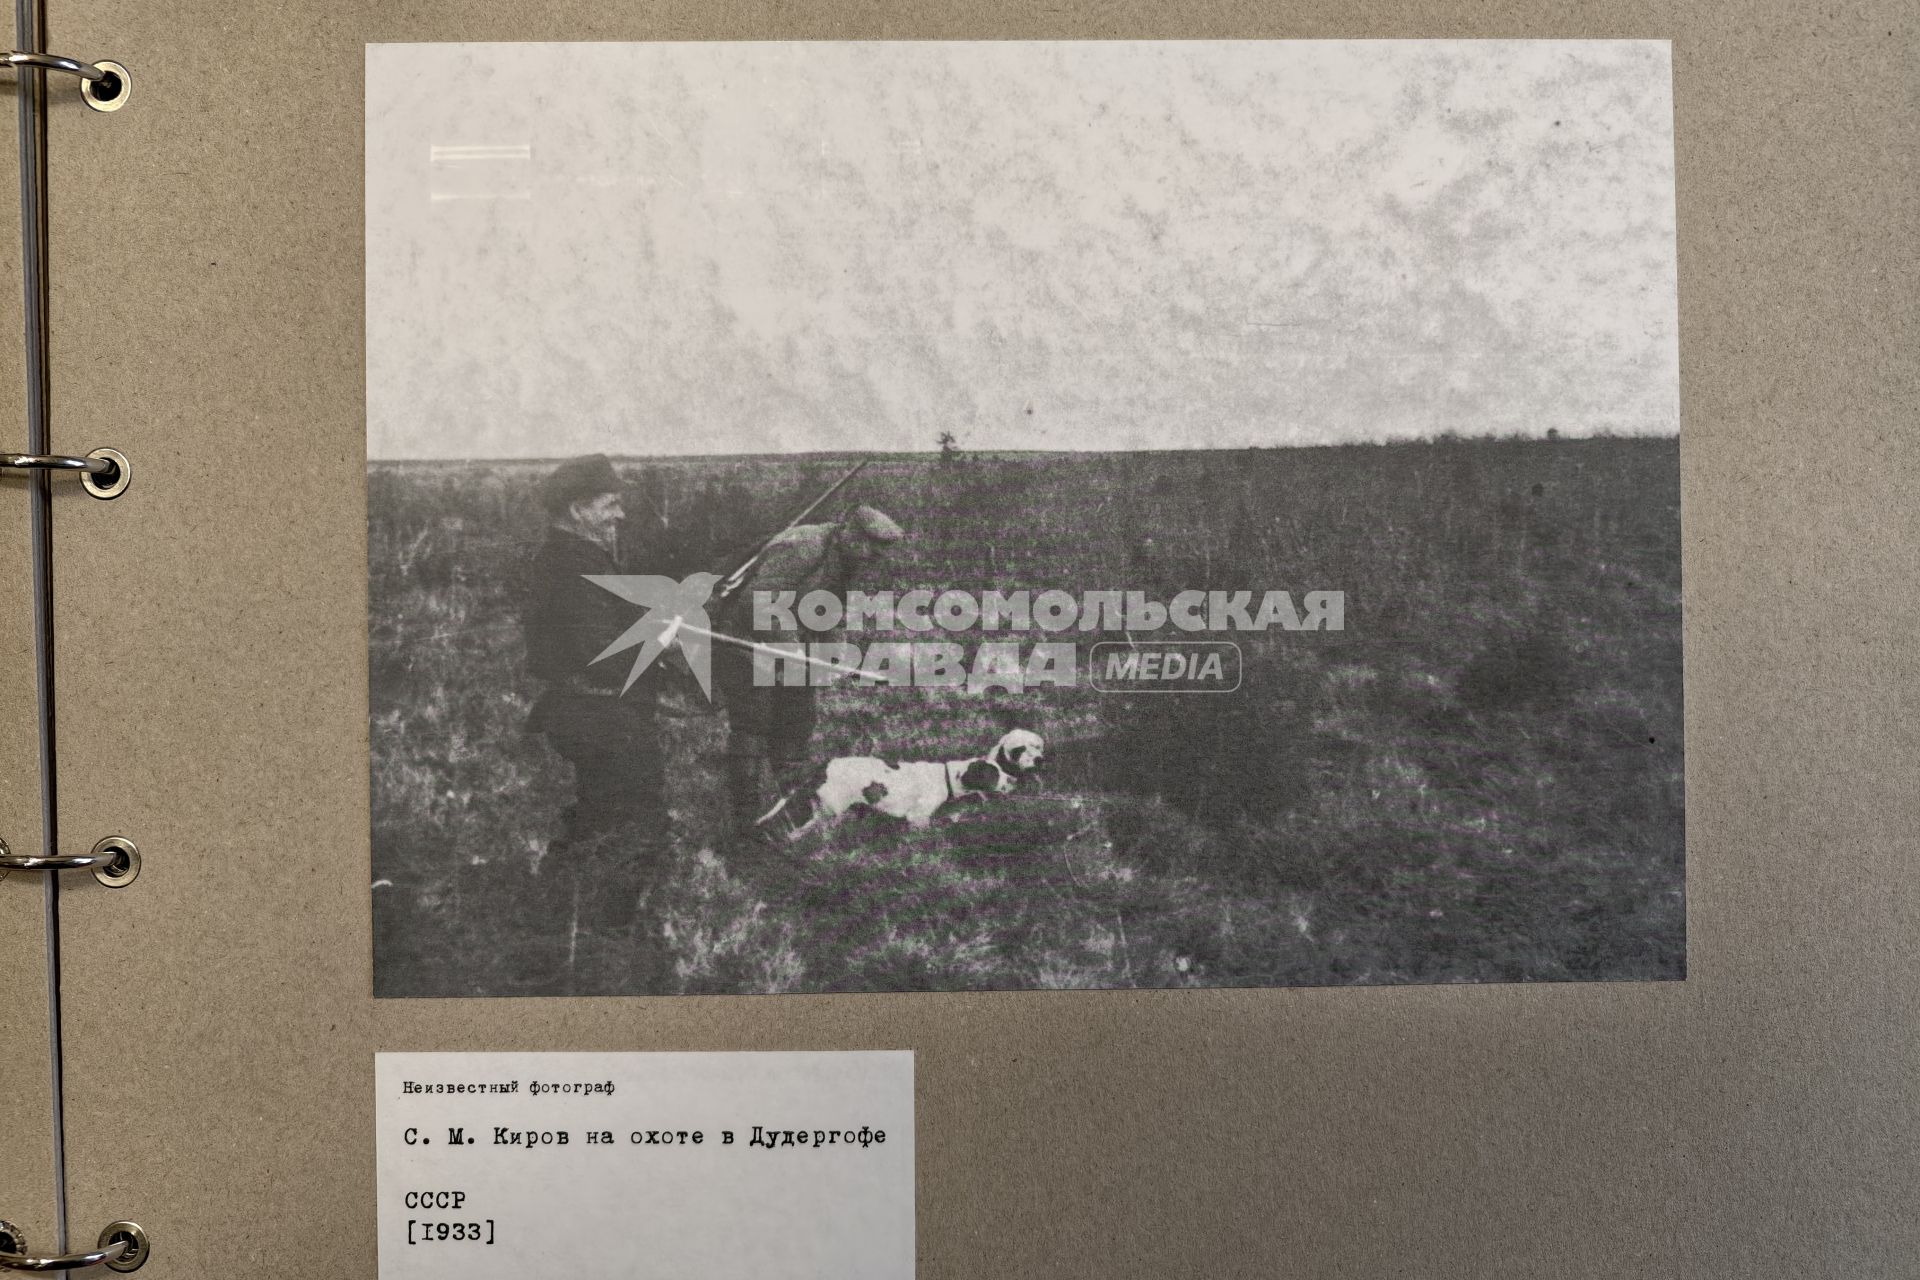 КОМСОМОЛЬСКАЯ
ПРАВДА MEDIA
Неизвестный фотограф
С. М. Киров на охоте в Дудергофе
СССР
[1933]